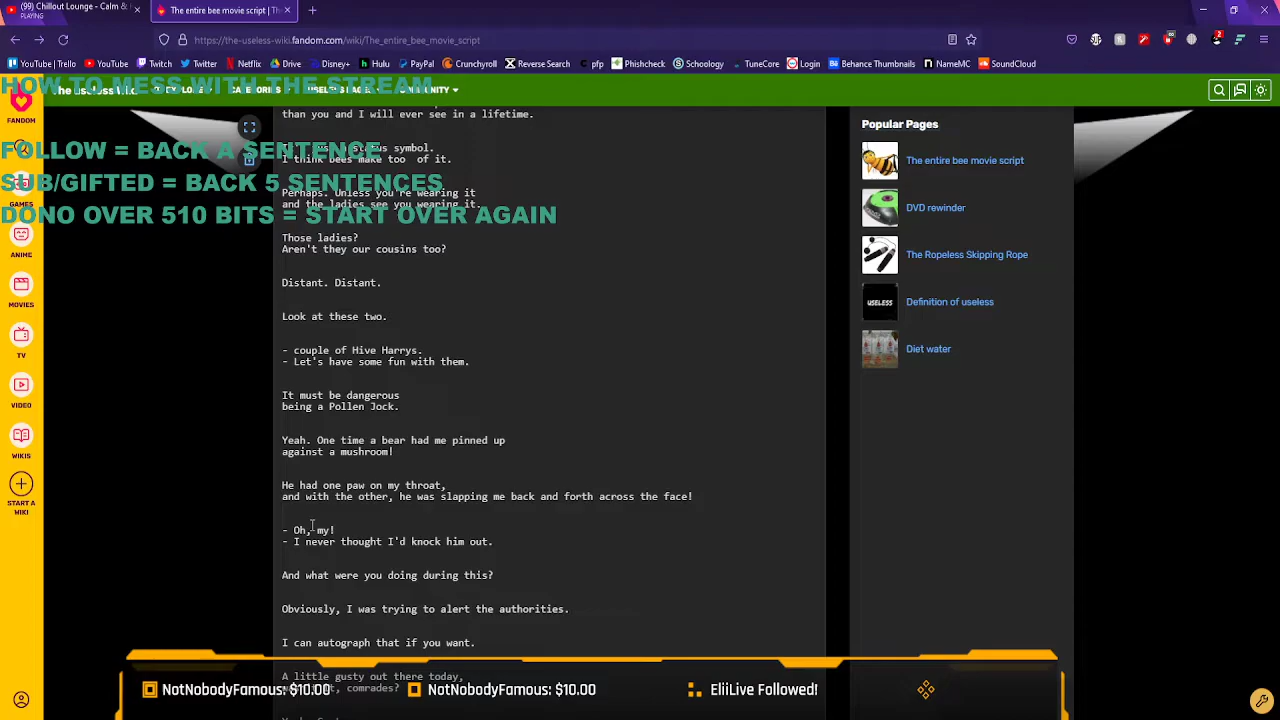 (99) Chillout Lounge - Calm &
PLAYING
The entire bee movie script | The
https://the-useless-wiki.fandom.com/wiki/The_entire_bee_movie_script
YouTube | Trello
YouTube
Twitch
Netflix
Drive
Disney+
Hulu
PayPal
Crunchyroll
X Reverse Search
pfp
Phishcheck
Schoology
TuneCore
Login
Behance Thumbnails
NameMC
SoundCloud
HOW TO MESS WITH THE STREAM
FOLLOW = BACK A SENTENCE
SUB/GIFTED = BACK 5 SENTENCES
DONO OVER 510 BITS = START OVER AGAIN
FANDOM
GAMES
ANIME
MOVIES
TV
VIDEO
WIKIS
START A
WIKI
than you and I will ever see in a lifetime.
status symbol.
I think bees make too of it.
Perhaps. Unless you're wearing it
and the ladies see you wearing it.
Those ladies?
Aren't they our cousins too?
Distant. Distant.
Look at these two.
- couple of Hive Harrys.
- Let's have some fun with them.
It must be dangerous
being a Pollen Jock.
Yeah. One time a bear had me pinned up
against a mushroom!
He had one paw on my throat,
and with the other, he was slapping me back and forth across the face!
- Oh, my!
- I never thought I'd knock him out.
And what were you doing during this?
Obviously, I was trying to alert the authorities.
I can autograph that if you want.
A little gusty out there today,
comrades?
Popular Pages
The entire bee movie script
DVD rewinder
The Ropeless Skipping Rope
USELESS
Definition of useless
Diet water
NotNobodyFamous: $10.00
NotNobodyFamous: $10.00
EliiLive Followed!